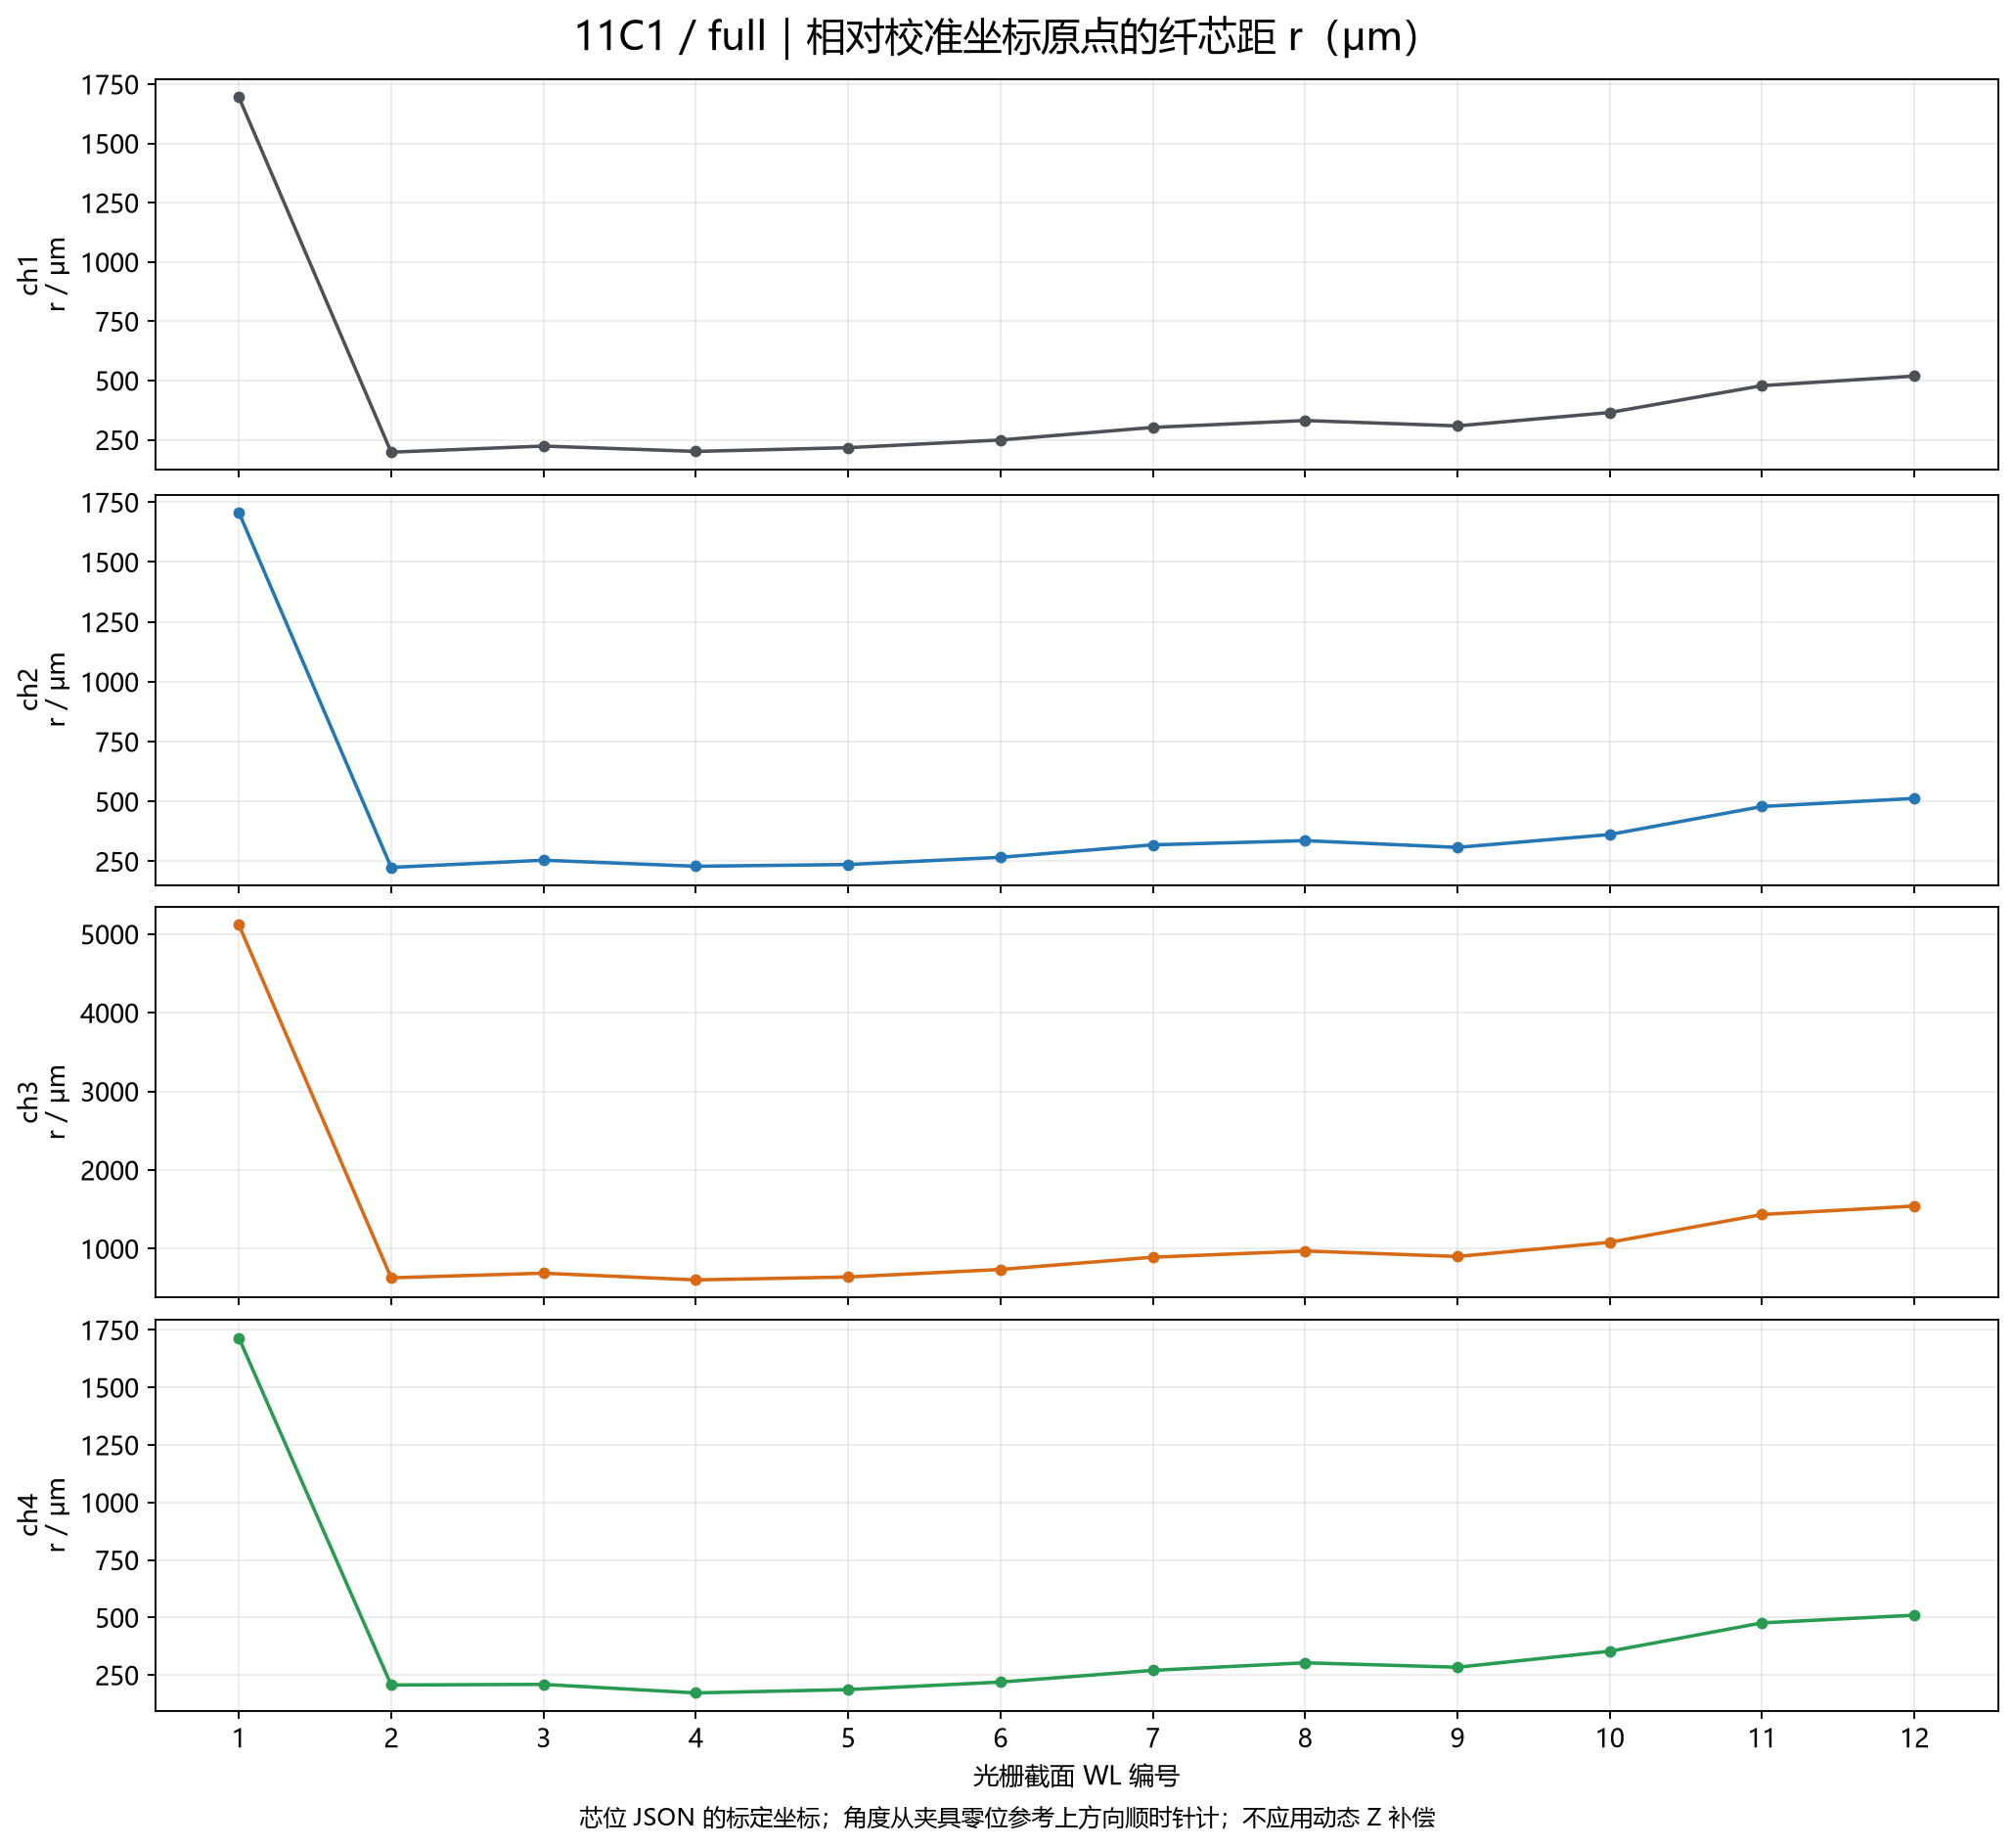 11C1 / full | 相对校准坐标原点的纤芯距 r（μm）
1750
1500
1250
1000
750
500
250
ch1
r / μm
1750
1500
1250
1000
750
500
250
ch2
r / μm
5000
4000
3000
2000
1000
ch3
r / μm
1750
1500
1250
1000
750
500
250
ch4
r / μm
1 2 3 4 5 6 7 8 9 10 11 12
光栅截面 WL 编号
芯位 JSON 的标定坐标；角度从夹具零位参考上方向顺时针计；不应用动态 Z 补偿